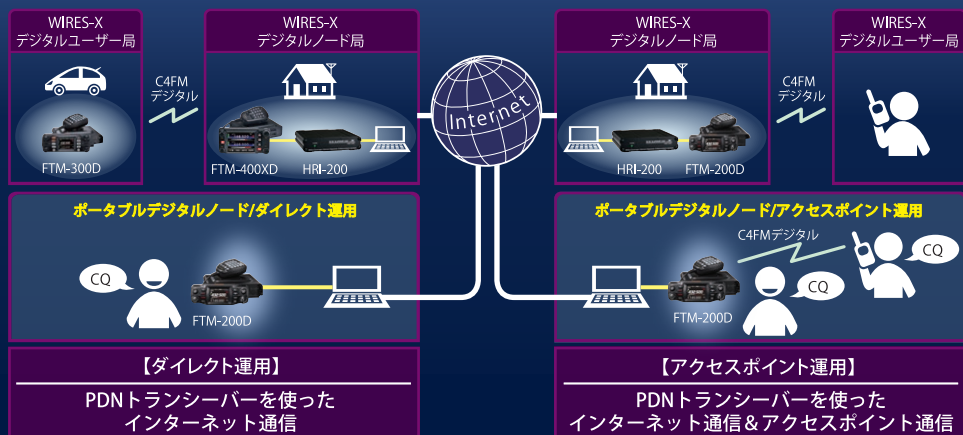 WIRES-X
デジタルユーザー局
WIRES-X
デジタルノード局
WIRES-X
デジタルノード局
WIRES-X
デジタルユーザー局
C4FM
デジタル
Internet
C4FM
デジタル
FTM-300D
FTM-400XD
HRI-200
HRI-200
FTM-200D
ポータブルデジタルノード/ダイレクト運用
CQ
FTM-200D
ポータブルデジタルノード/アクセスポイント運用
C4FMデジタル
CQ
CQ
FTM-200D
【ダイレクト運用】
PDNトランシーバーを使った
インターネット通信
【アクセスポイント運用】
PDNトランシーバーを使った
インターネット通信&アクセスポイント通信